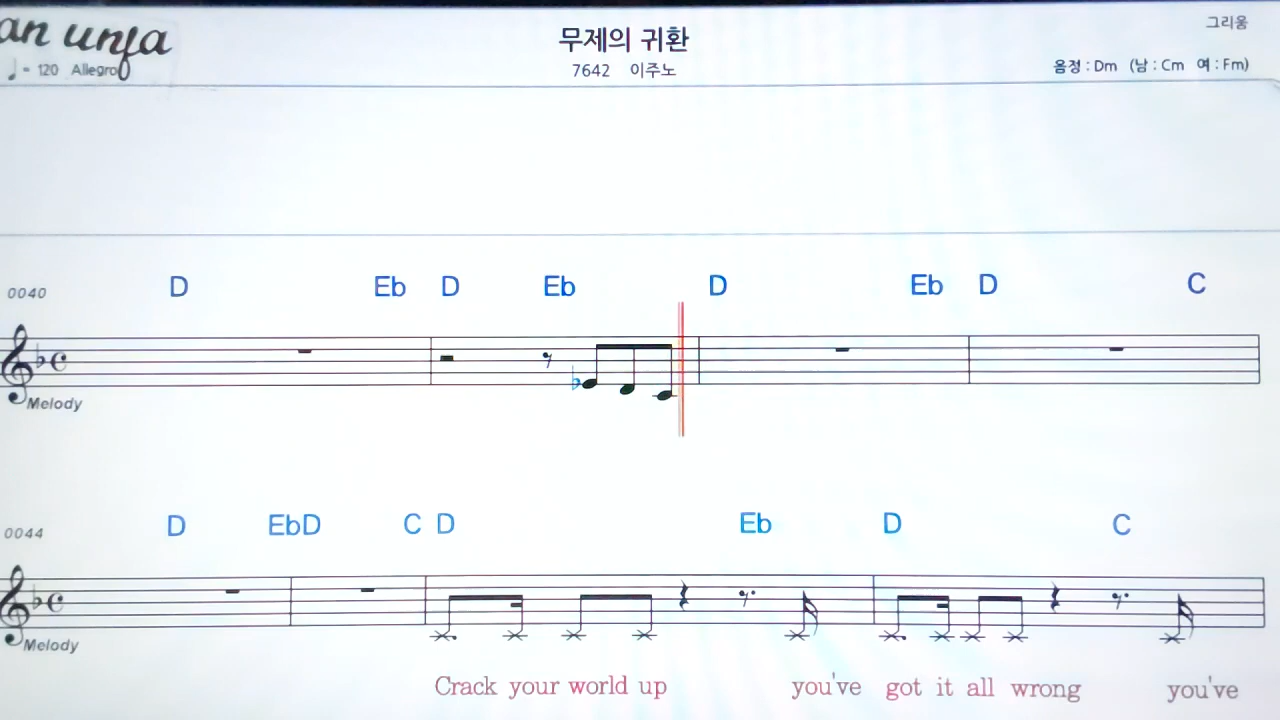 an unfa
무제의 귀환
그리움
♩= 120 Allegro
7642 이주노
음정 : Dm (남 : Cm 여 : Fm)
0040 D Eb D Eb D Eb D C
Melody
0044 D EbD C D Eb D C
Melody
Crack your world up you've got it all wrong you've